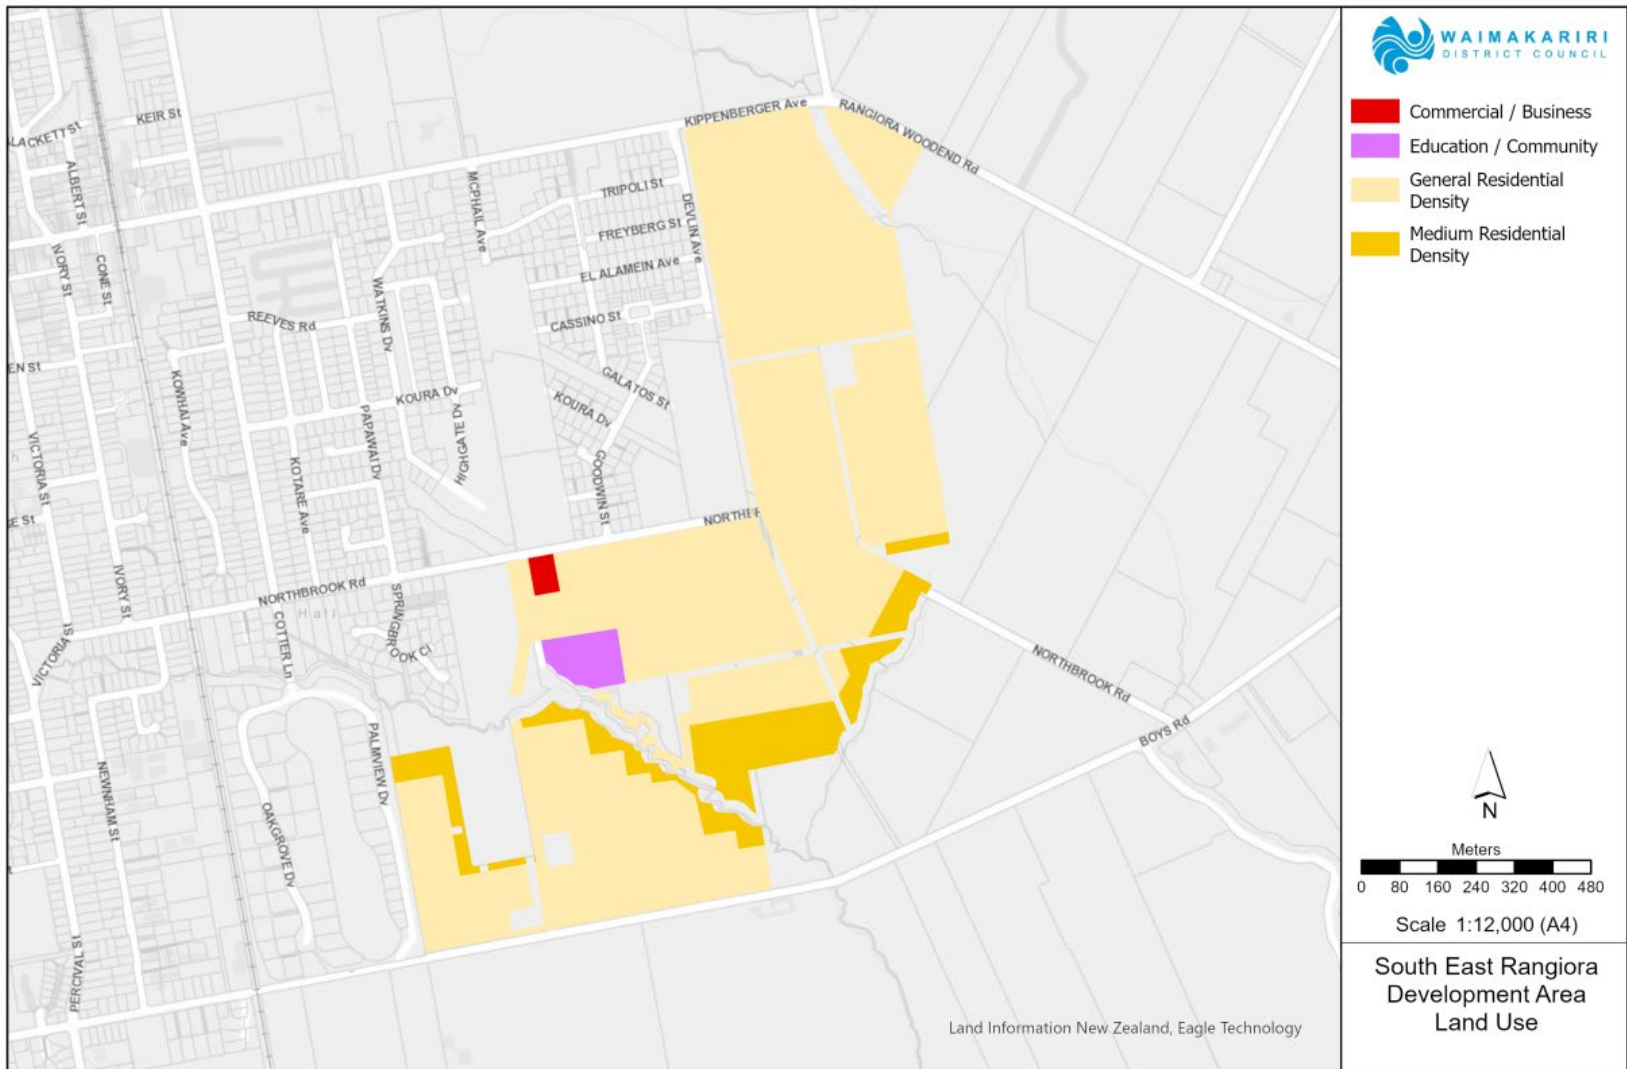 WAIMAKARIRI
DISTRICT COUNCIL
Commercial / Business
Education / Community
General Residential
Density
Medium Residential
Density
N
Meters
0 80 160 240 320 400 480
Scale 1:12,000 (A4)
South East Rangiora
Development Area
Land Use
KEIR St
ALBERT St
IVORY St
CONE St
KIPPENBERGER Ave
RANGIORA WOODEND Rd
MCPHAIL Ave
TRIPOLI St
FREYBERG St
DEVLIN Ave
EL ALAMEIN Ave
CASSINO St
WATKINS Dv
REEVES Rd
EN St
KOWHAI Ave
KOURA Dv
GALATOS St
KOURA Dv
PAPAWAI Dv
HIGHGATE Dv
VICTORIA St
KOTARE Ave
GOODWIN St
NORTHBROOK Rd
Hall
SPRINGBROOK Cl
IVORY St
COTTER Ln
VICTORIA St
NORTHBROOK Rd
BOYS Rd
PALMVIEW Dv
NEWNHAM St
OAKGROVE Dv
PERCIVAL St
Land Information New Zealand, Eagle Technology